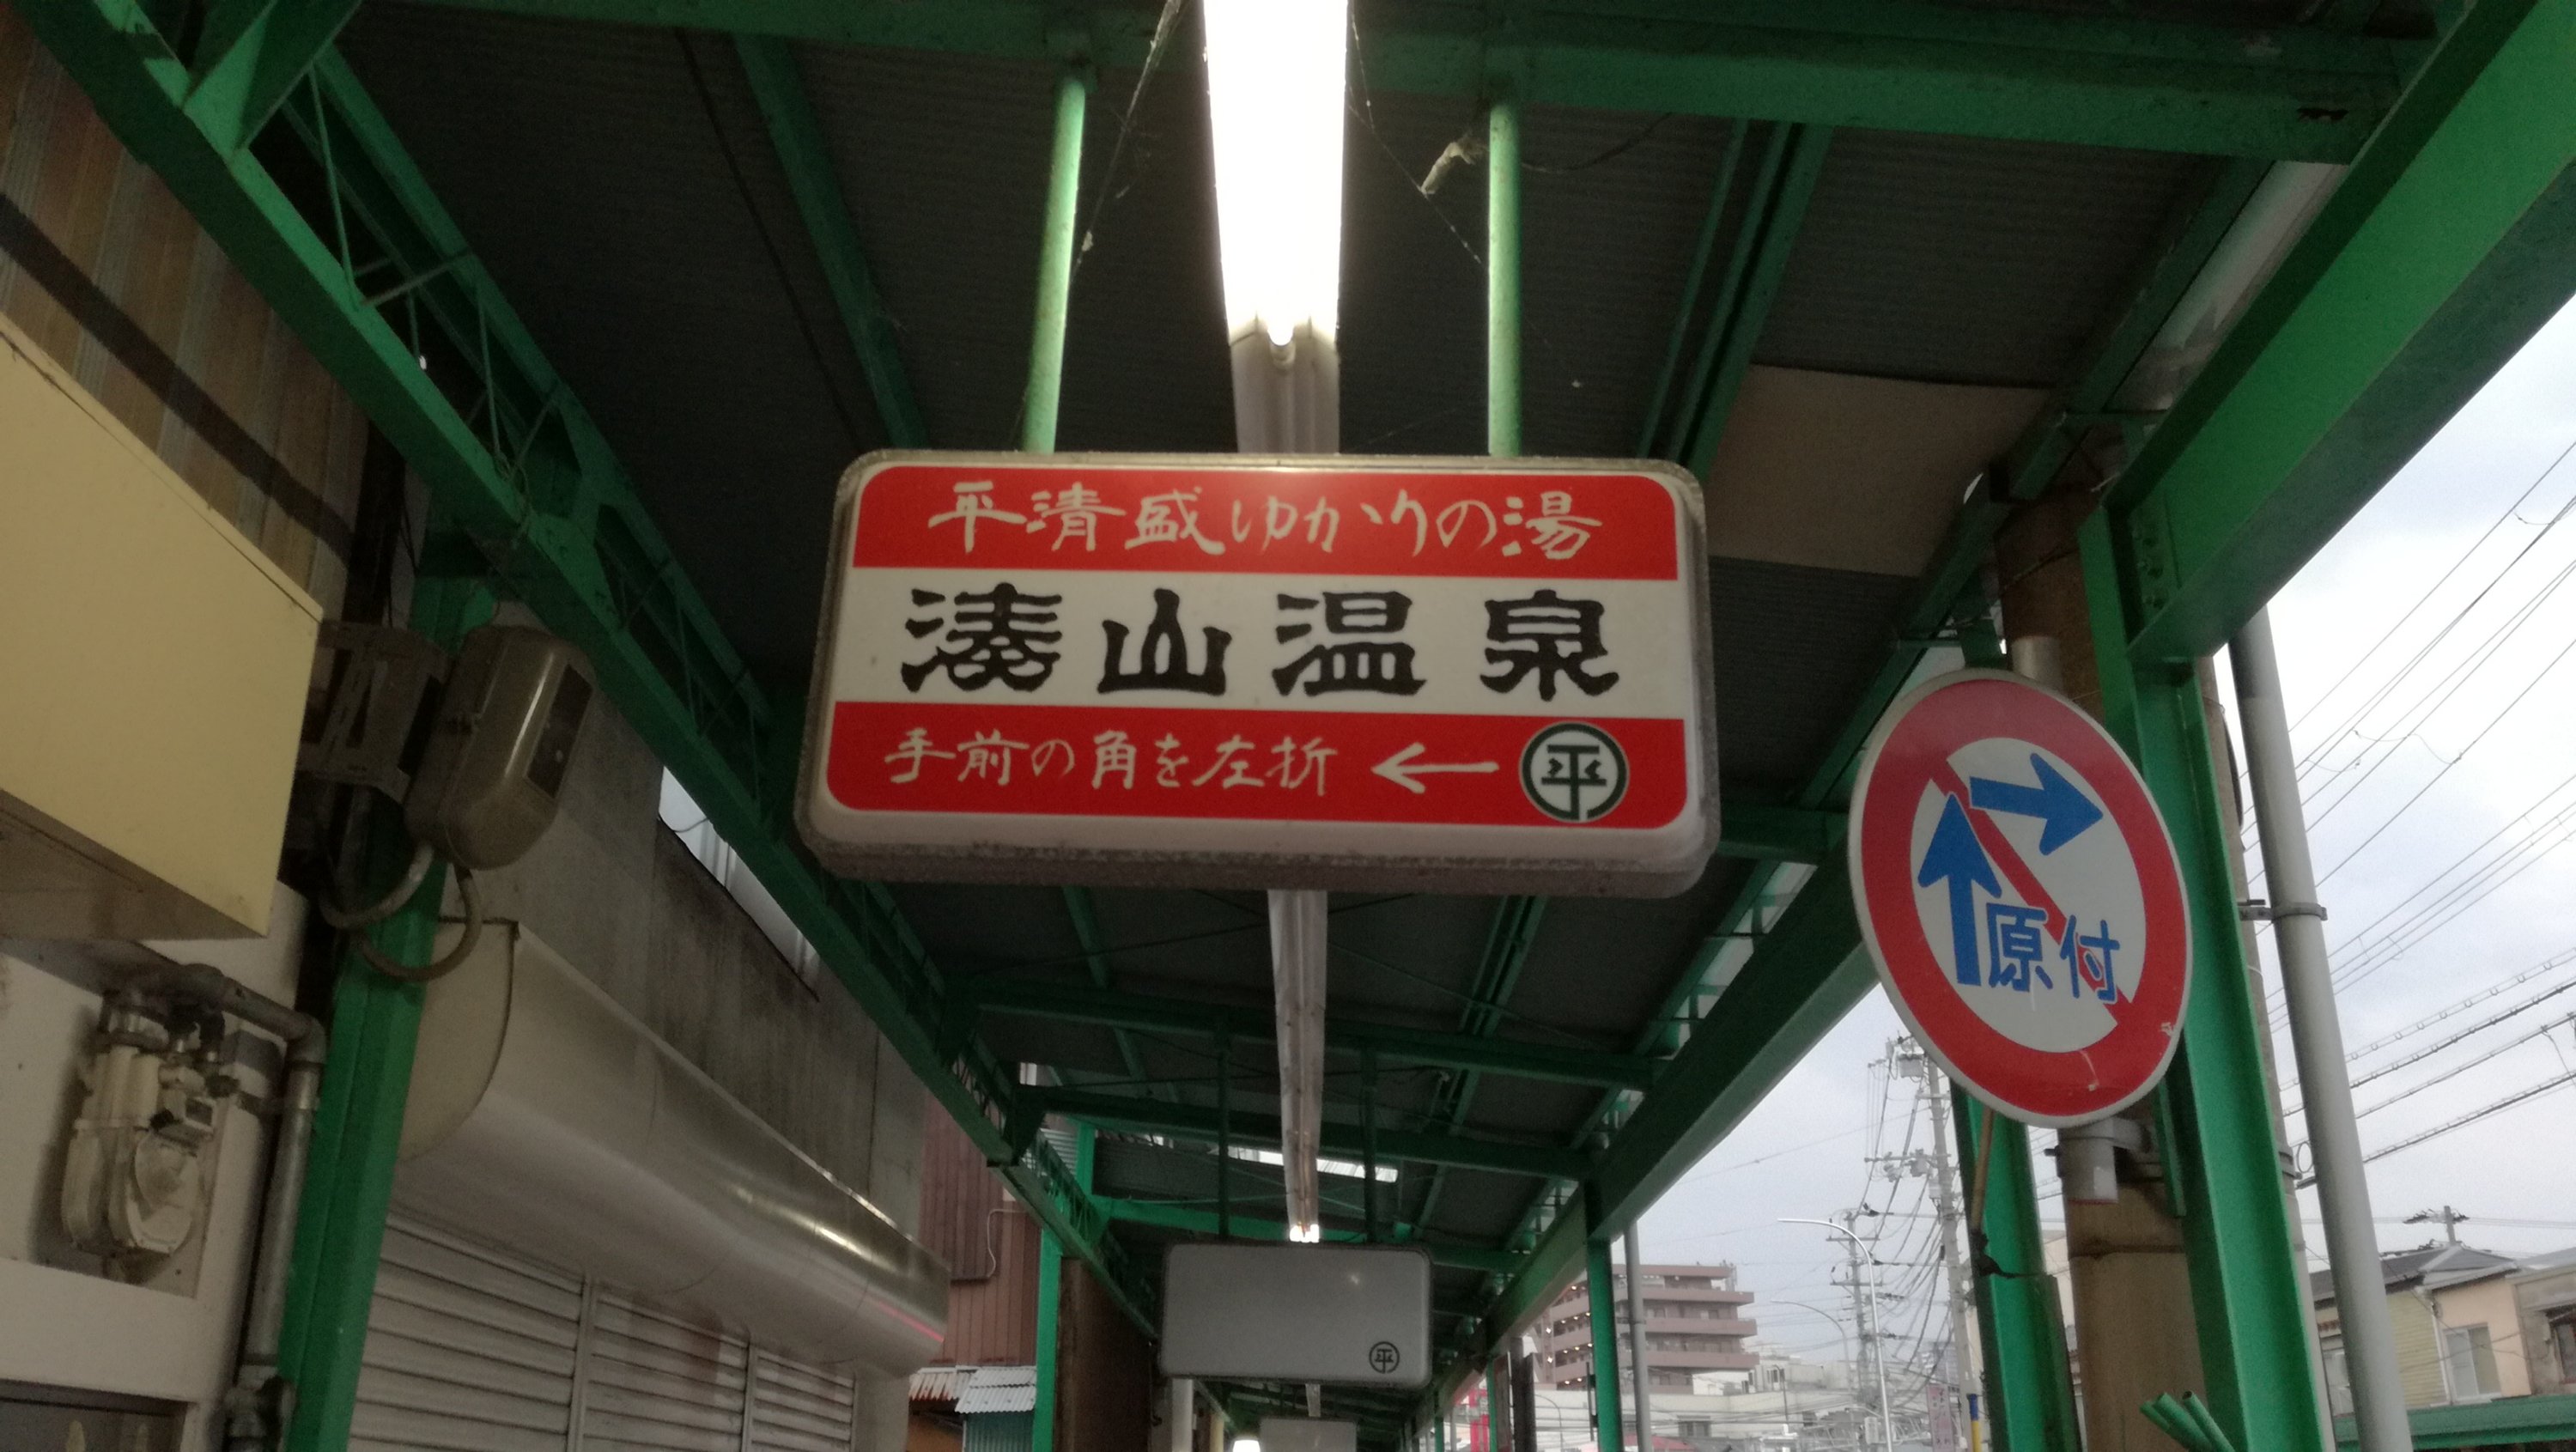 平清盛ゆかりの湯
湊山温泉
手前の角を左折 ← 平
原付
平